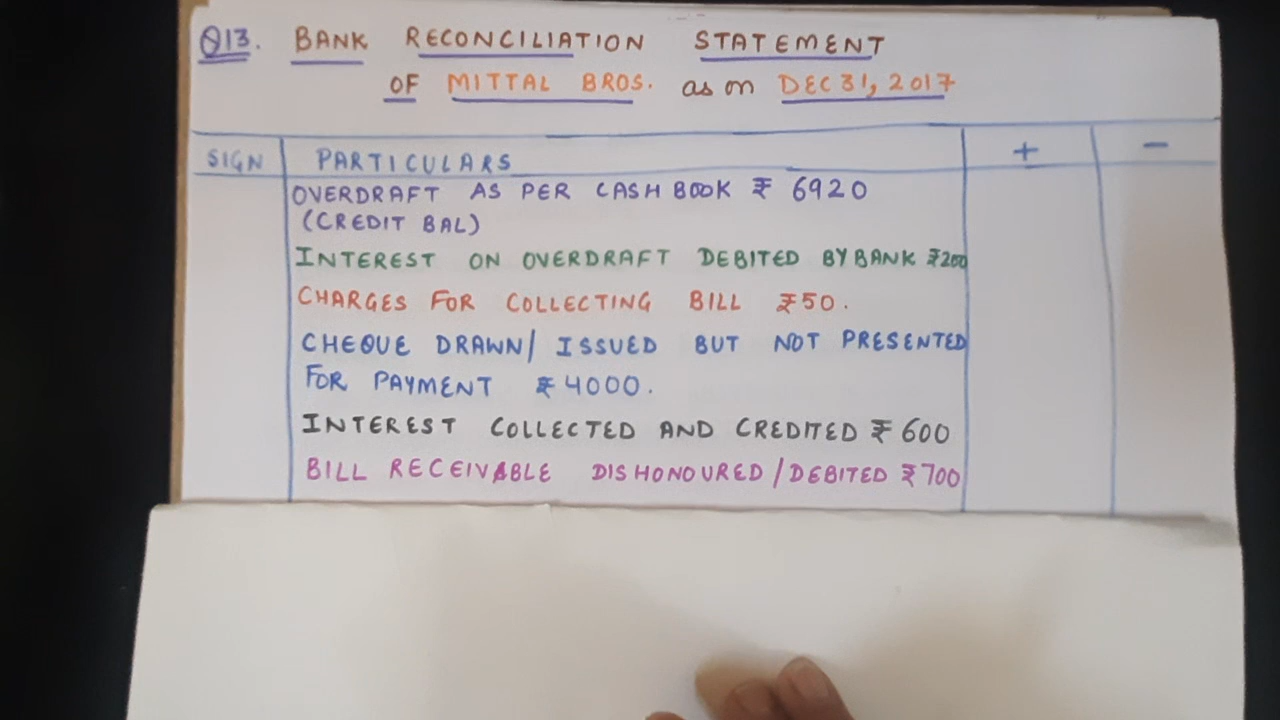 Q13. BANK RECONCILIATION STATEMENT
OF MITTAL BROS. as on DEC 31, 2017
SIGN PARTICULARS + -
OVERDRAFT AS PER CASH BOOK ₹ 6920
(CREDIT BAL)
INTEREST ON OVERDRAFT DEBITED BY BANK ₹200
CHARGES FOR COLLECTING BILL ₹50.
CHEQUE DRAWN/ ISSUED BUT NOT PRESENTED
FOR PAYMENT ₹4000.
INTEREST COLLECTED AND CREDITED ₹ 600
BILL RECEIVABLE DISHONOURED/DEBITED ₹700